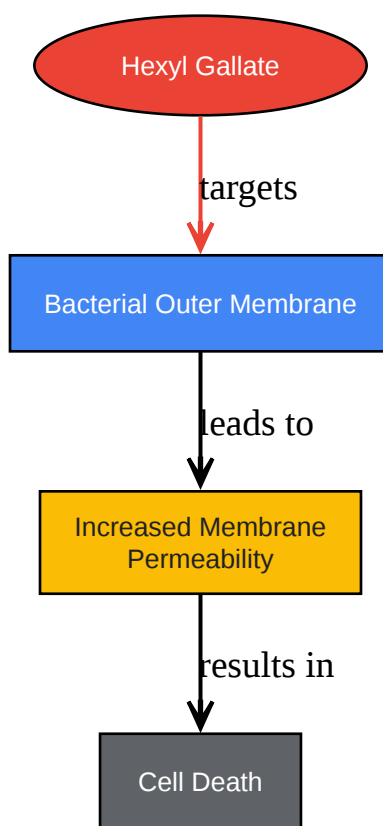 Hexyl Gallate
targets
Bacterial Outer Membrane
leads to
Increased Membrane
Permeability
results in
Cell Death